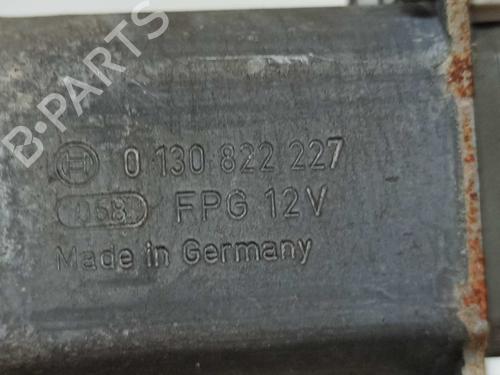 B-PARTS
0 130 822 227
058 FPG 12V
Made in Germany